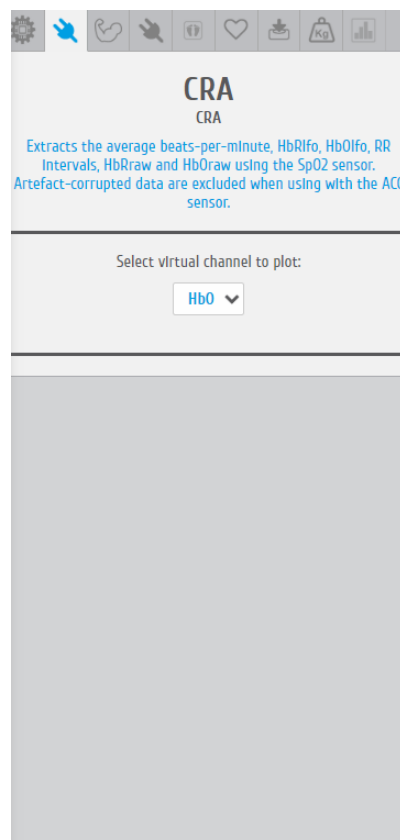 Kg
CRA
CRA
Extracts the average beats-per-minute, HbRlfo, HbOlfo, RR
Intervals, HbRraw and HbOraw using the SpO2 sensor.
Artefact-corrupted data are excluded when using with the ACC
sensor.
Select virtual channel to plot:
HbO